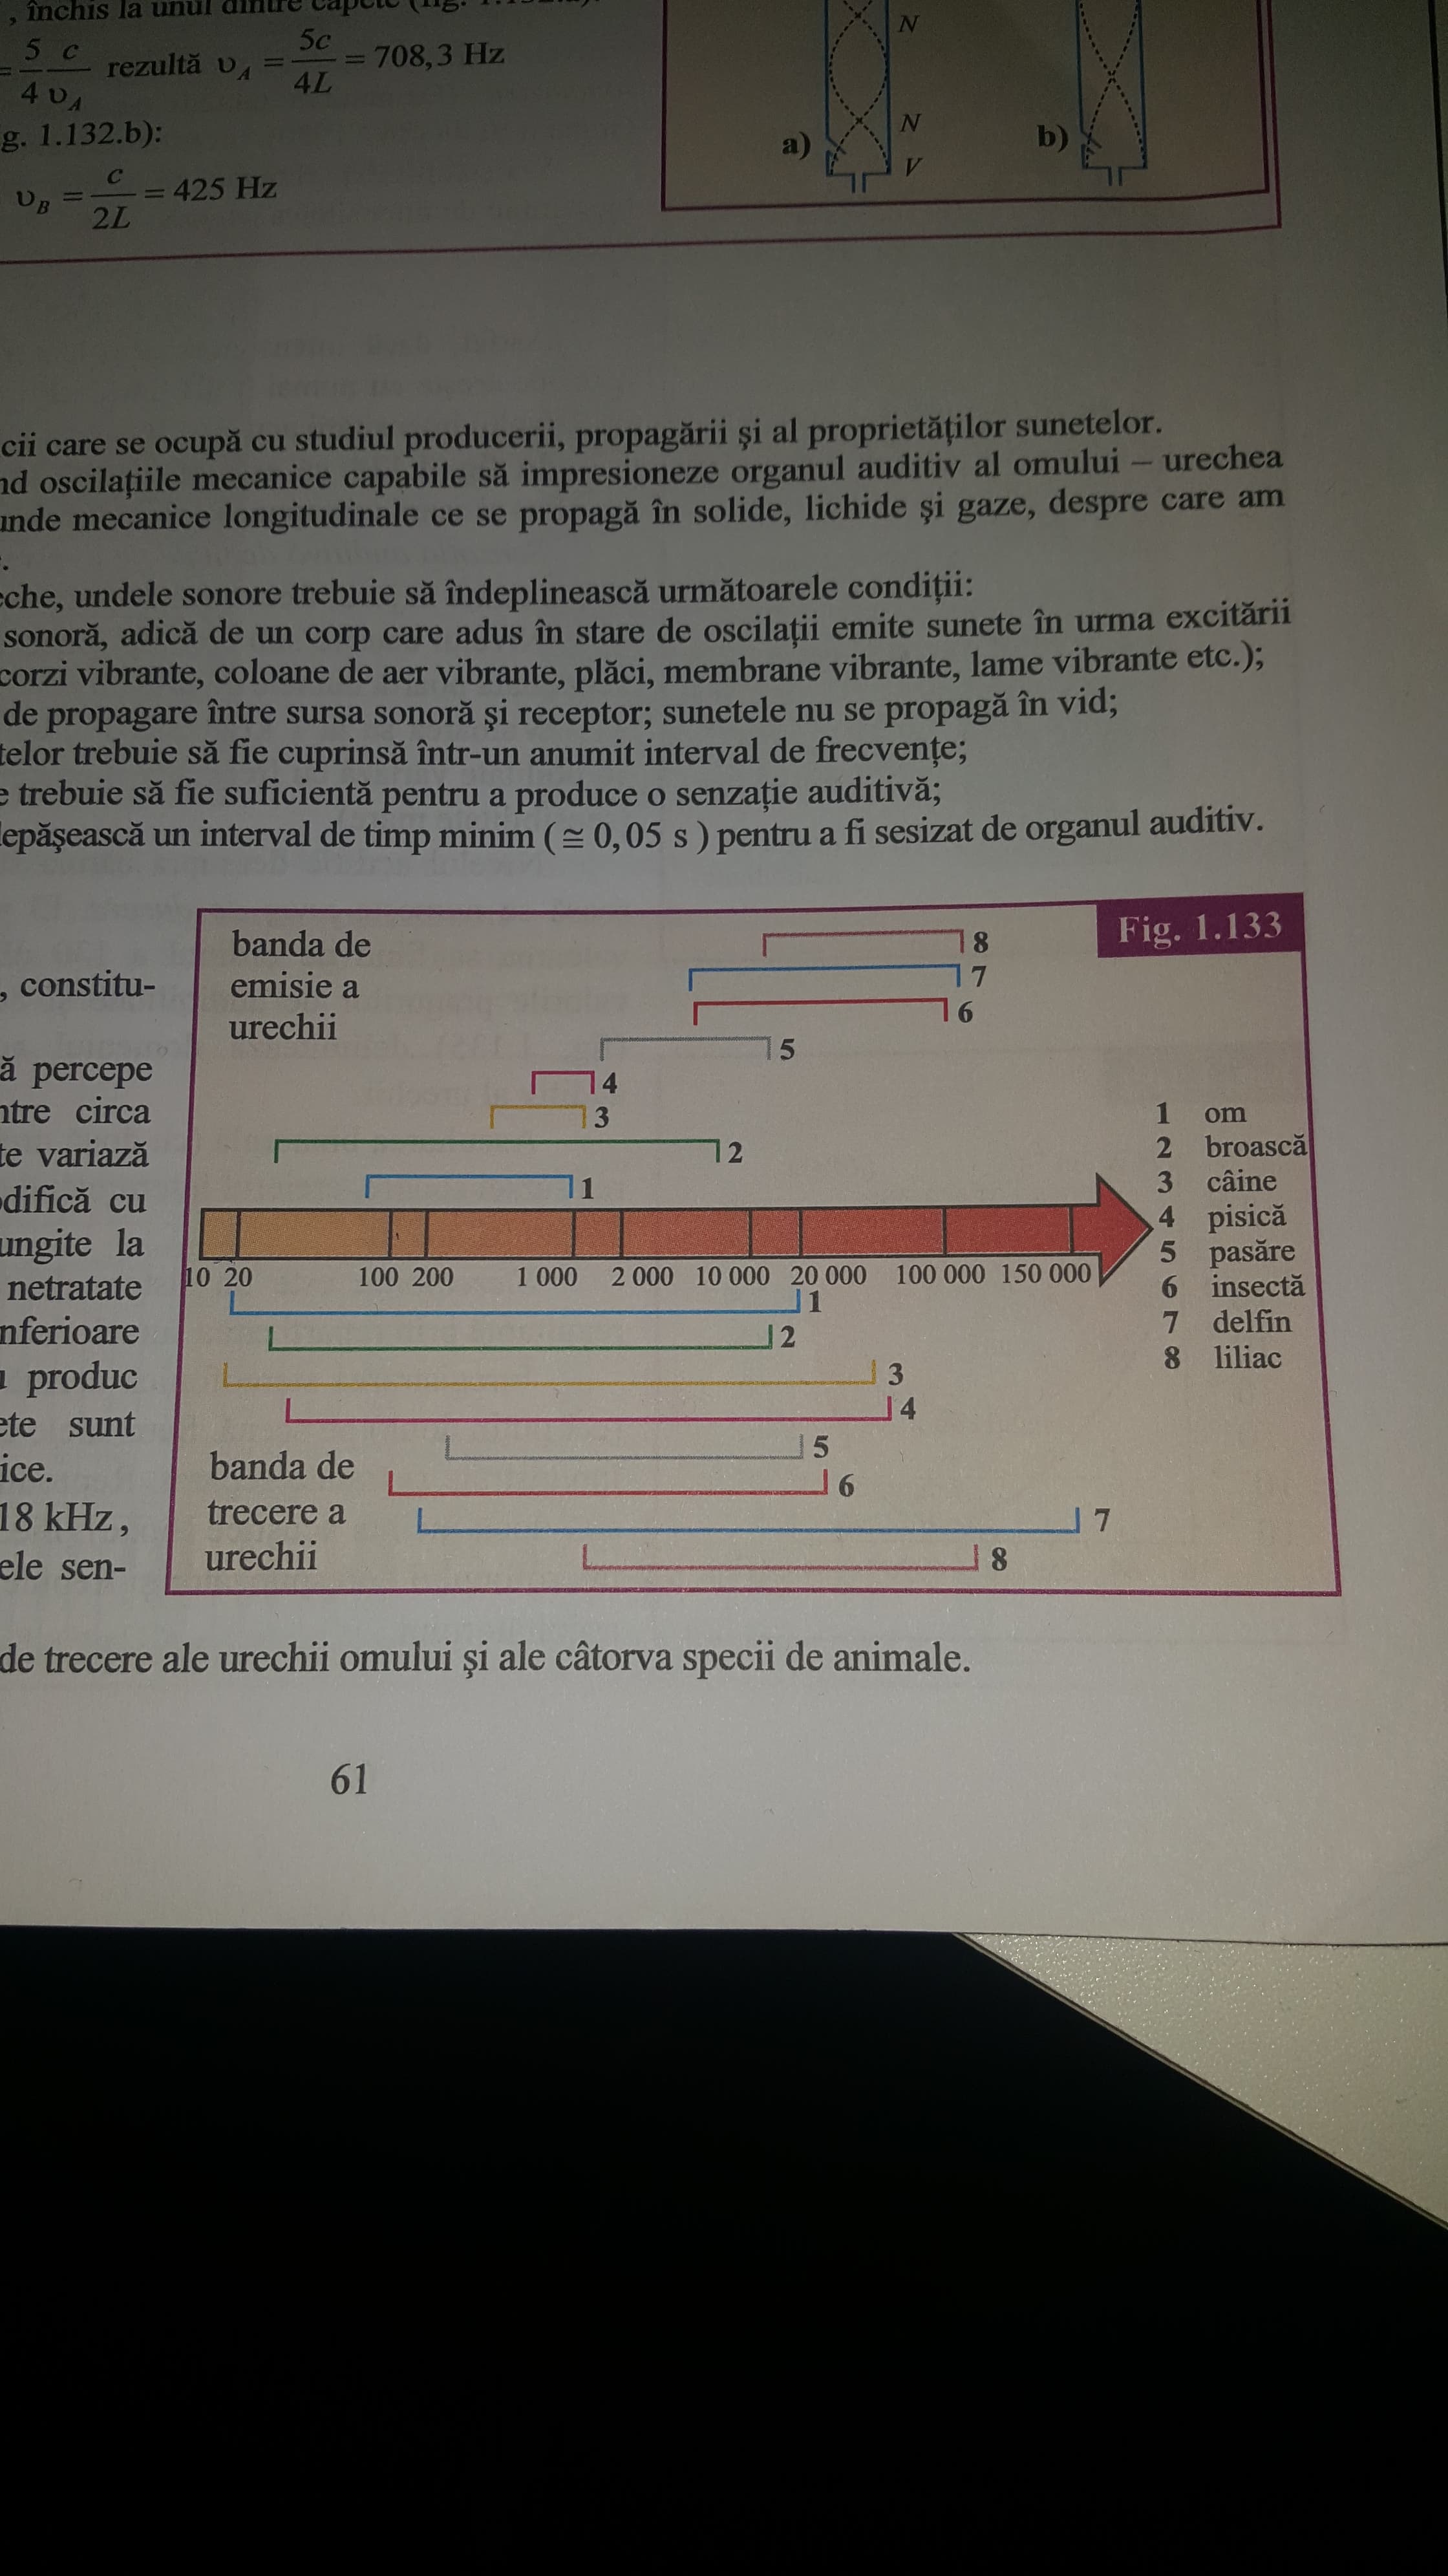 , închis la unul dintre capete (fig. 1.132.a):
= 5/4 c/υA rezultă υA = 5c/4L = 708,3 Hz
g. 1.132.b):
υB = c/2L = 425 Hz
N
N
V
a)
b)
cii care se ocupă cu studiul producerii, propagării şi al proprietăţilor sunetelor.
nd oscilaţiile mecanice capabile să impresioneze organul auditiv al omului – urechea
unde mecanice longitudinale ce se propagă în solide, lichide şi gaze, despre care am
.
che, undele sonore trebuie să îndeplinească următoarele condiţii:
sonoră, adică de un corp care adus în stare de oscilaţii emite sunete în urma excitării
corzi vibrante, coloane de aer vibrante, plăci, membrane vibrante, lame vibrante etc.);
de propagare între sursa sonoră şi receptor; sunetele nu se propagă în vid;
telor trebuie să fie cuprinsă într-un anumit interval de frecvenţe;
e trebuie să fie suficientă pentru a produce o senzaţie auditivă;
depăşească un interval de timp minim (≅ 0,05 s ) pentru a fi sesizat de organul auditiv.
, constitu-
ă percepe
ntre circa
te variază
difică cu
ungite la
netratate
nferioare
produc
ete sunt
ice.
18 kHz,
ele sen-
Fig. 1.133
banda de
emisie a
urechii
8
7
6
5
4
3
2
1
10 20 100 200 1 000 2 000 10 000 20 000 100 000 150 000
1
2
3
4
5
6
7
8
banda de
trecere a
urechii
1 om
2 broască
3 câine
4 pisică
5 pasăre
6 insectă
7 delfin
8 liliac
de trecere ale urechii omului şi ale câtorva specii de animale.
61